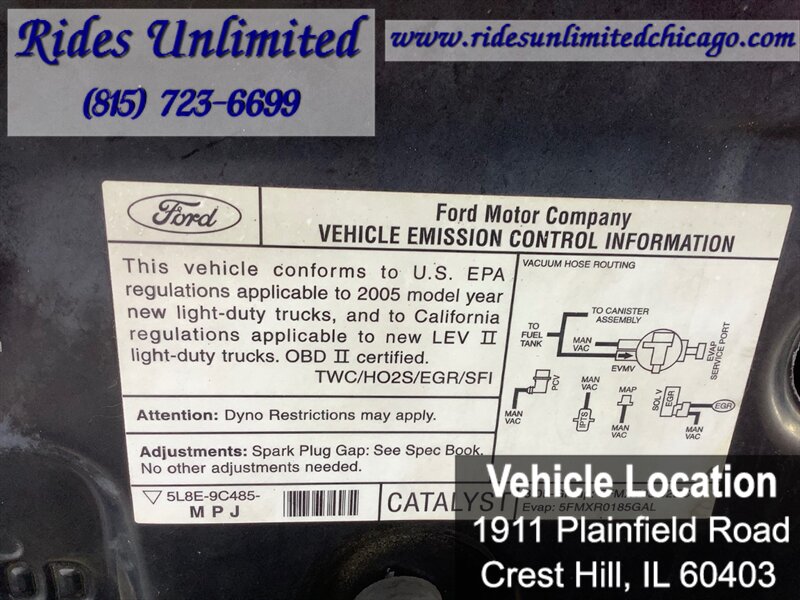 Rides Unlimited
(815) 723-6699
www.ridesunlimitedchicago.com
Ford
Ford Motor Company
VEHICLE EMISSION CONTROL INFORMATION
This vehicle conforms to U.S. EPA
regulations applicable to 2005 model year
new light-duty trucks, and to California
regulations applicable to new LEV II
light-duty trucks. OBD II certified.
TWC/HO2S/EGR/SFI
Attention: Dyno Restrictions may apply.
Adjustments: Spark Plug Gap: See Spec Book.
No other adjustments needed.
5L8E-9C485-
M P J
CATALYST
Evap: 5FMXR0185GAL
VACUUM HOSE ROUTING
TO CANISTER
ASSEMBLY
TO
FUEL
TANK
MAN
VAC
EVMV
EVAP
SERVICE PORT
PCV
MAN
VAC
MAN
VAC
IPTS
MAP
MAN
VAC
SOL V
EGR
EGR
MAN
VAC
Vehicle Location
1911 Plainfield Road
Crest Hill, IL 60403